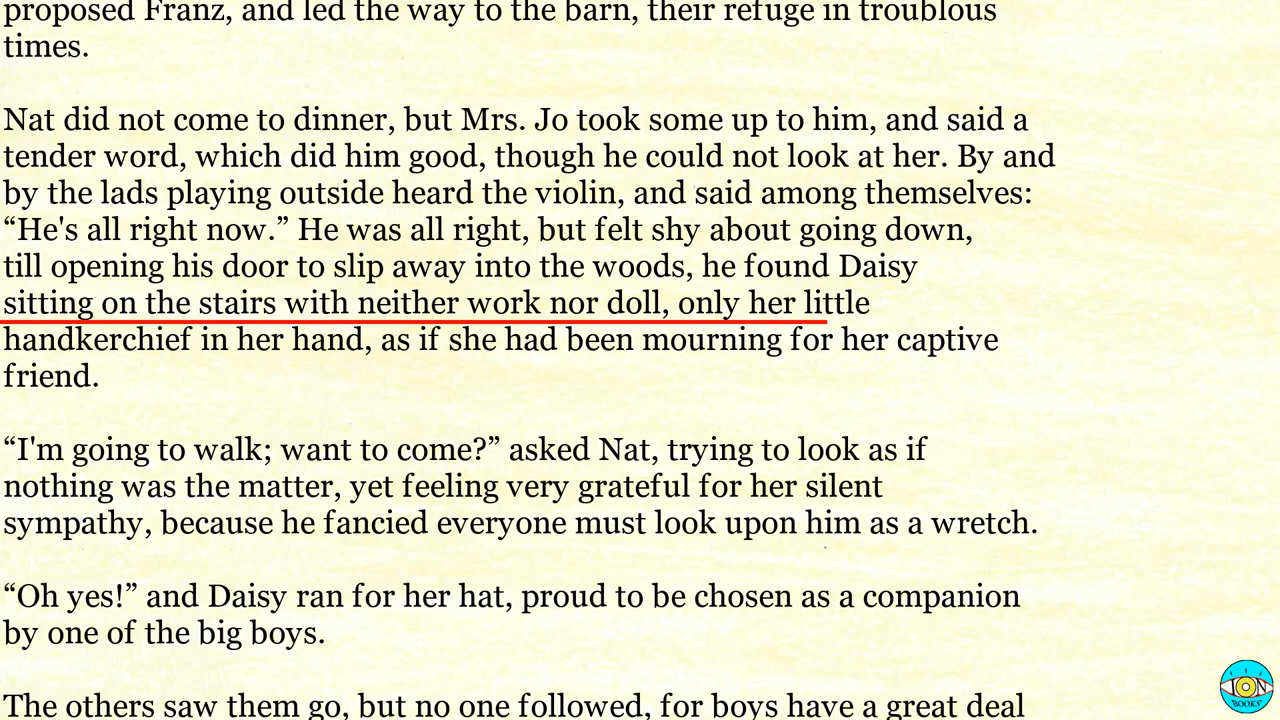 proposed Franz, and led the way to the barn, their refuge in troublous
times.
Nat did not come to dinner, but Mrs. Jo took some up to him, and said a
tender word, which did him good, though he could not look at her. By and
by the lads playing outside heard the violin, and said among themselves:
“He's all right now.” He was all right, but felt shy about going down,
till opening his door to slip away into the woods, he found Daisy
sitting on the stairs with neither work nor doll, only her little
handkerchief in her hand, as if she had been mourning for her captive
friend.
“I'm going to walk; want to come?” asked Nat, trying to look as if
nothing was the matter, yet feeling very grateful for her silent
sympathy, because he fancied everyone must look upon him as a wretch.
“Oh yes!” and Daisy ran for her hat, proud to be chosen as a companion
by one of the big boys.
The others saw them go, but no one followed, for boys have a great deal
ION
BOOKS